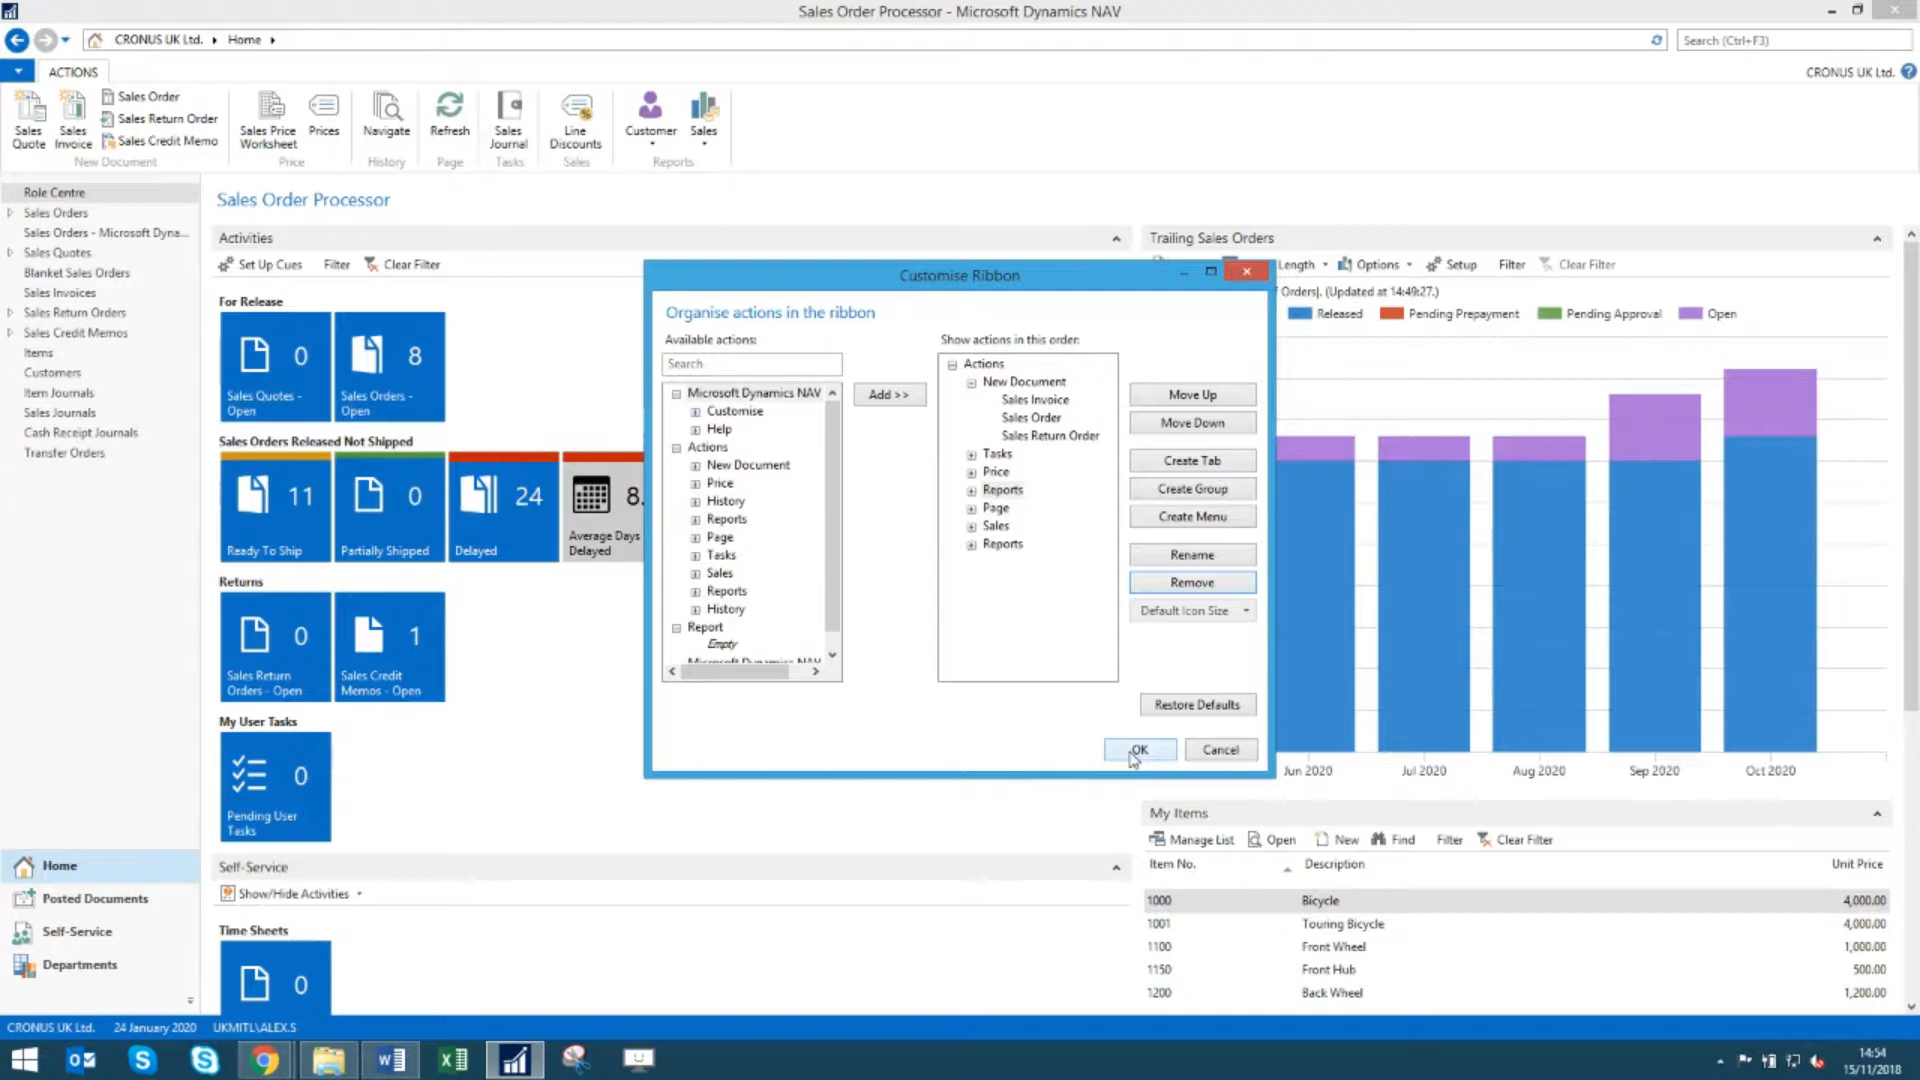 Sales Order Processor - Microsoft Dynamics NAV
CRONUS UK Ltd.
Home
Search (Ctrl+F3)
ACTIONS
CRONUS UK Ltd.
Sales Quote
Sales Invoice
Sales Order
Sales Return Order
Sales Credit Memo
New Document
Sales Price Worksheet
Prices
Price
Navigate
History
Refresh
Page
Sales Journal
Tasks
Line Discounts
Sales
Customer
Sales
Reports
Role Centre
Sales Orders
Sales Orders - Microsoft Dyna...
Sales Quotes
Blanket Sales Orders
Sales Invoices
Sales Return Orders
Sales Credit Memos
Items
Customers
Item Journals
Sales Journals
Cash Receipt Journals
Transfer Orders
Home
Posted Documents
Self-Service
Departments
Sales Order Processor
Activities
Set Up Cues
Filter
Clear Filter
For Release
0
Sales Quotes - Open
8
Sales Orders - Open
Sales Orders Released Not Shipped
11
Ready To Ship
0
Partially Shipped
24
Delayed
8.
Average Days Delayed
Returns
0
Sales Return Orders - Open
1
Sales Credit Memos - Open
My User Tasks
0
Pending User Tasks
Self-Service
Show/Hide Activities
Time Sheets
0
Customise Ribbon
Organise actions in the ribbon
Available actions:
Search
Microsoft Dynamics NAV
Customise
Help
Actions
New Document
Price
History
Reports
Page
Tasks
Sales
Reports
History
Report
Empty
Microsoft Dynamics NAV
Add >>
Show actions in this order:
Actions
New Document
Sales Invoice
Sales Order
Sales Return Order
Tasks
Price
Reports
Page
Sales
Reports
Move Up
Move Down
Create Tab
Create Group
Create Menu
Rename
Remove
Default Icon Size
Restore Defaults
OK
Cancel
Trailing Sales Orders
Length
Options
Setup
Filter
Clear Filter
Orders|. (Updated at 14:49:27.)
Released
Pending Prepayment
Pending Approval
Open
Jun 2020
Jul 2020
Aug 2020
Sep 2020
Oct 2020
My Items
Manage List
Open
New
Find
Filter
Clear Filter
Item No.
Description
Unit Price
1000 Bicycle 4,000.00
1001 Touring Bicycle 4,000.00
1100 Front Wheel 1,000.00
1150 Front Hub 500.00
1200 Back Wheel 1,200.00
CRONUS UK Ltd.
24 January 2020
UKMITL\ALEX.S
14:54
15/11/2018